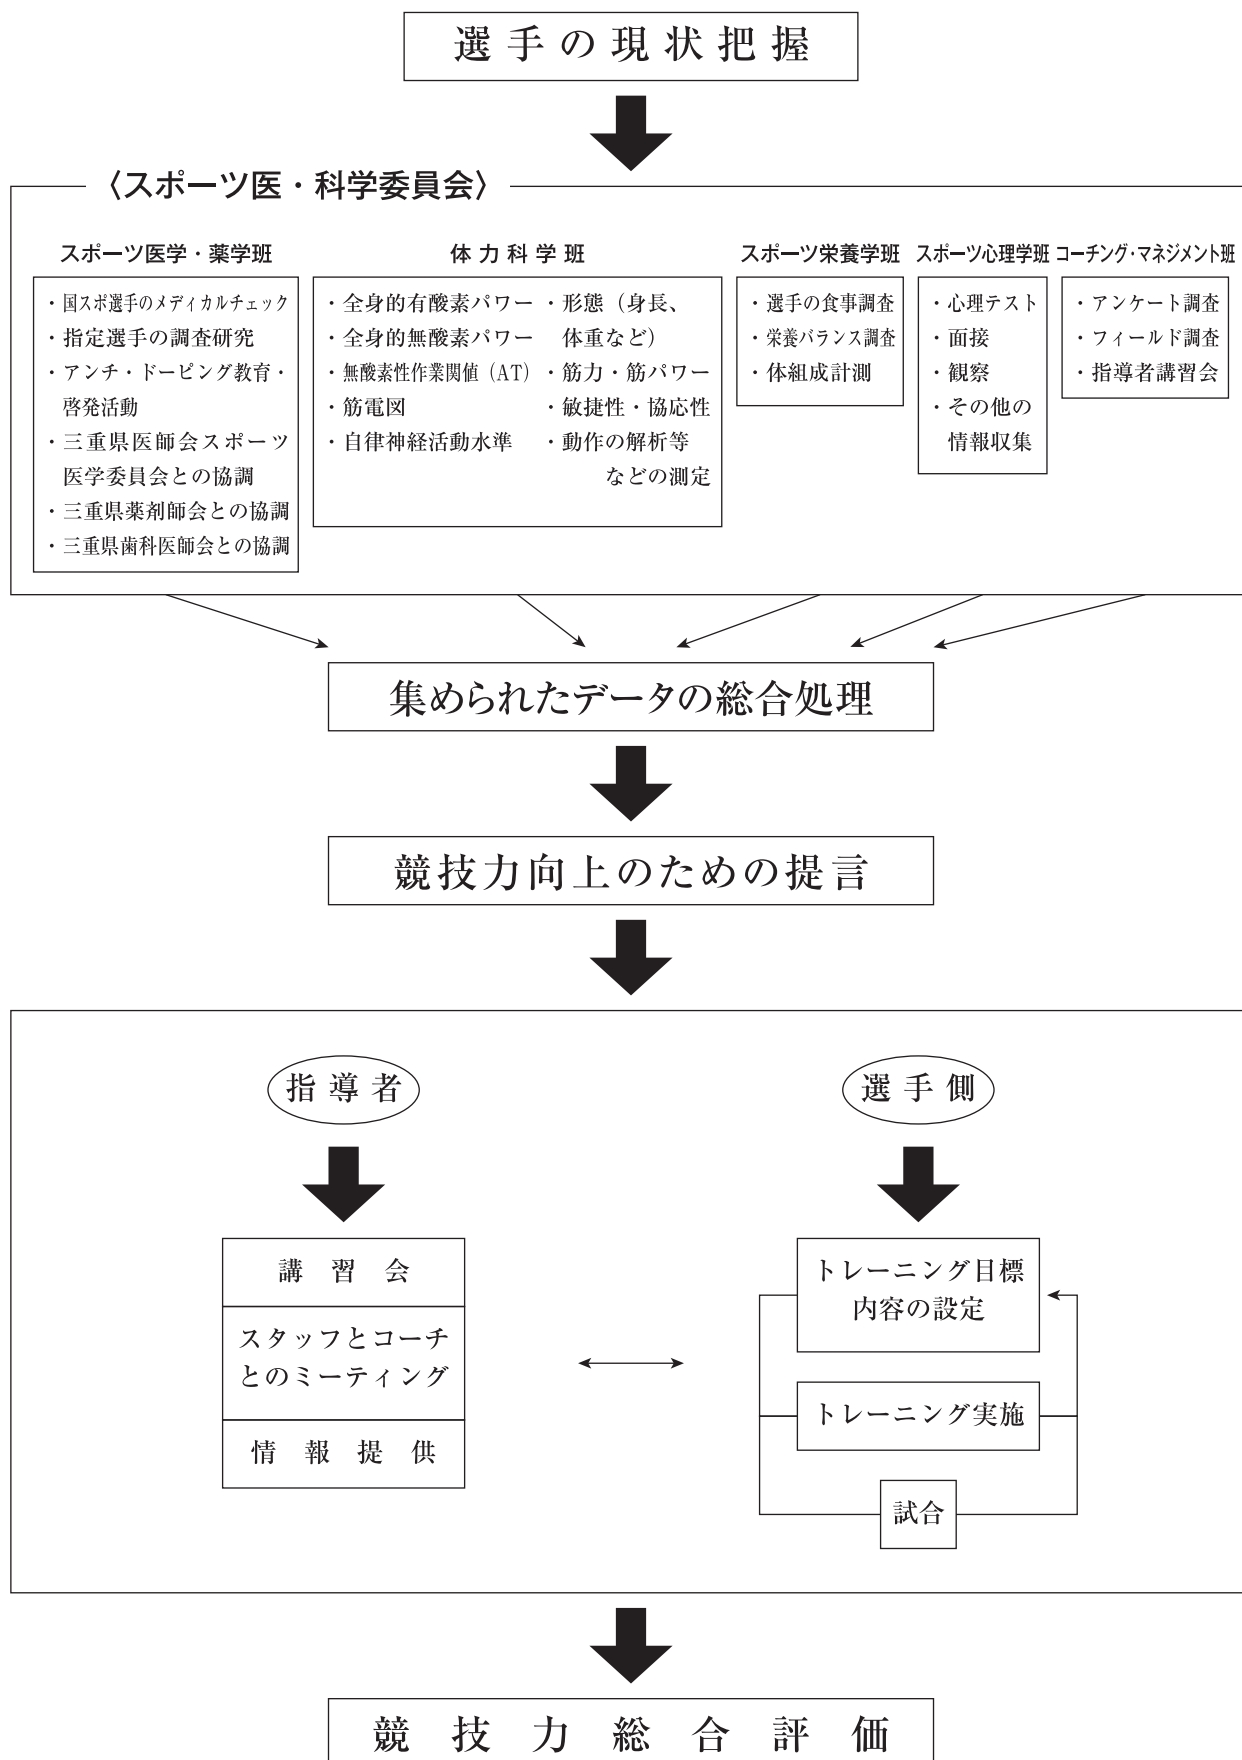 選手の現状把握
〈スポーツ医・科学委員会〉
スポーツ医学・薬学班
・国スポ選手のメディカルチェック
・指定選手の調査研究
・アンチ・ドーピング教育・
啓発活動
・三重県医師会スポーツ
医学委員会との協調
・三重県薬剤師会との協調
・三重県歯科医師会との協調
体力科学班
・全身的有酸素パワー
・全身的無酸素パワー
・無酸素性作業閾値（AT）
・筋電図
・自律神経活動水準
・形態（身長、
体重など）
・筋力・筋パワー
・敏捷性・協応性
・動作の解析等
などの測定
スポーツ栄養学班
・選手の食事調査
・栄養バランス調査
・体組成計測
スポーツ心理学班
・心理テスト
・面接
・観察
・その他の
情報収集
コーチング・マネジメント班
・アンケート調査
・フィールド調査
・指導者講習会
集められたデータの総合処理
競技力向上のための提言
指導者
講習会
スタッフとコーチ
とのミーティング
情報提供
選手側
トレーニング目標
内容の設定
トレーニング実施
試合
競技力総合評価